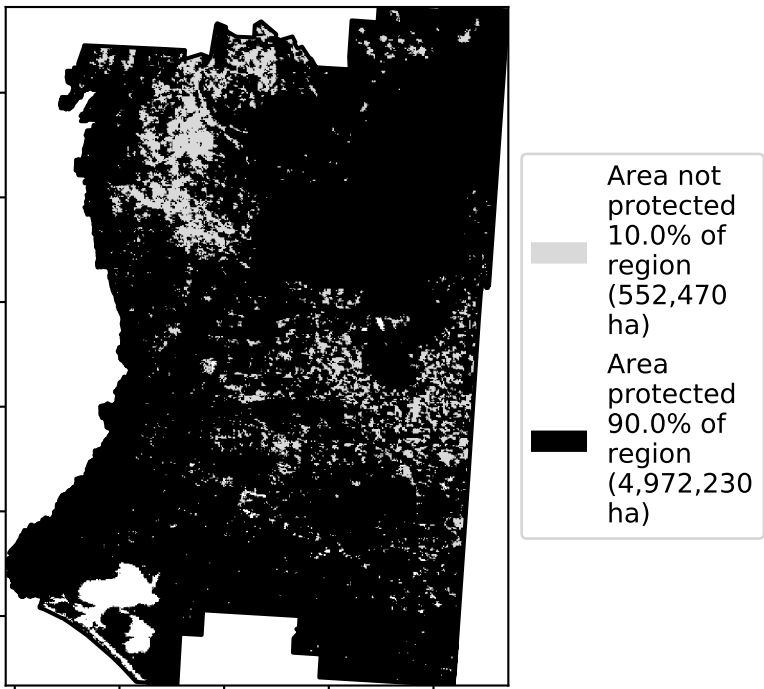 Area not
protected
10.0% of
region
(552,470
ha)
Area
protected
90.0% of
region
(4,972,230
ha)